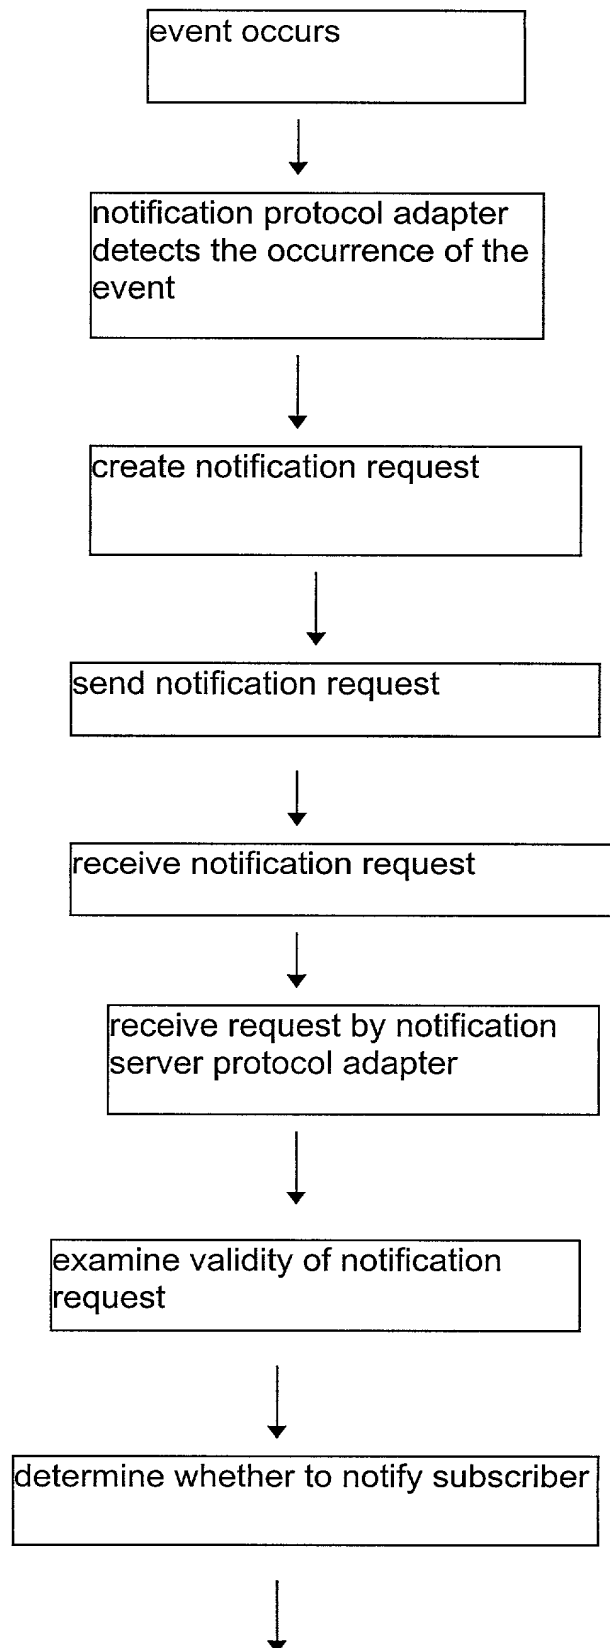 event occurs
notification protocol adapter
detects the occurrence of the
event
create notification request
send notification request
receive notification request
receive request by notification
server protocol adapter
examine validity of notification
request
determine whether to notify subscriber